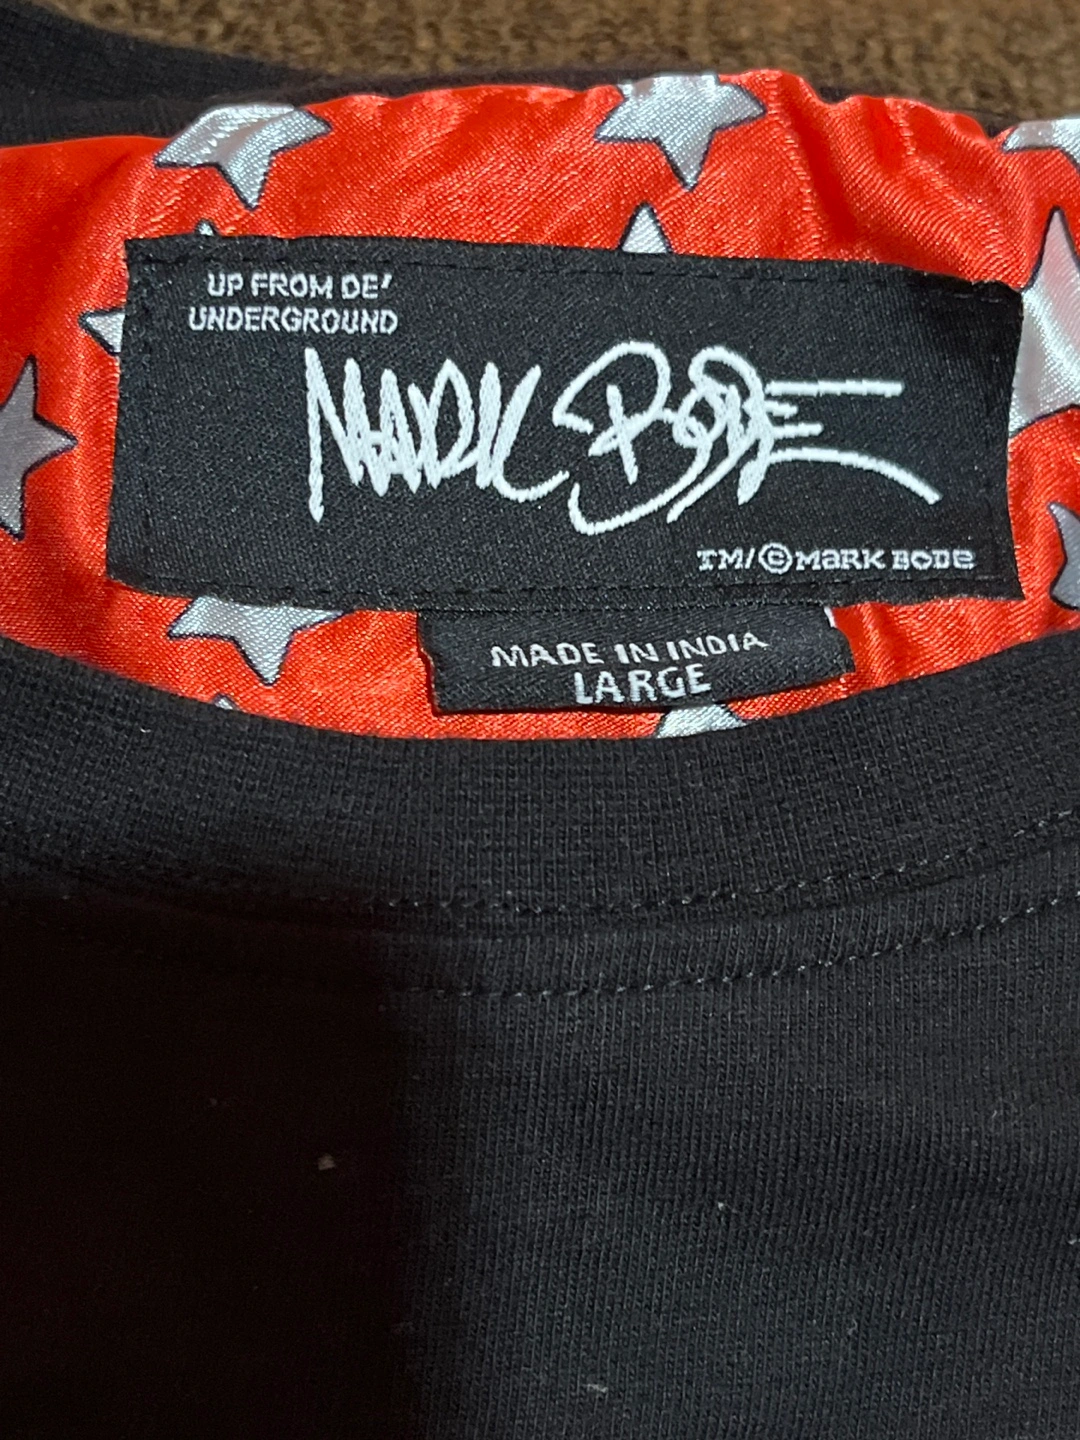 UP FROM DE'
UNDERGROUND
MARK BODE
TM/©MARK BODE
MADE IN INDIA
LARGE